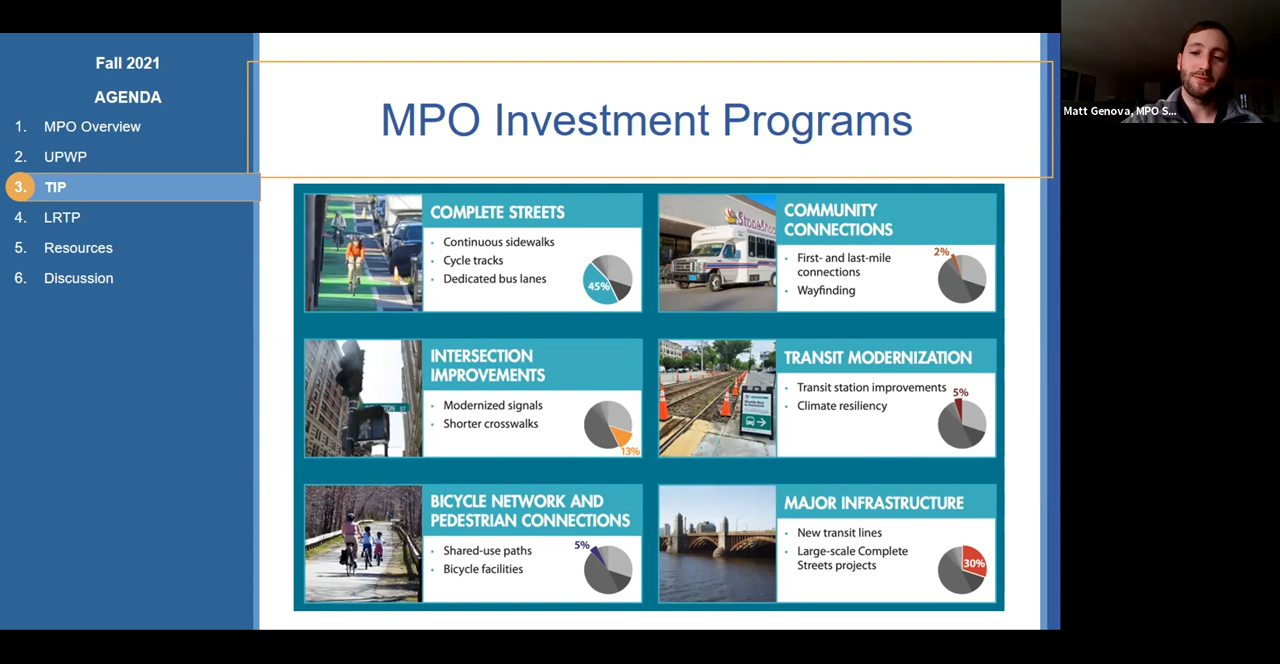 Fall 2021
AGENDA
1. MPO Overview
2. UPWP
3. TIP
4. LRTP
5. Resources
6. Discussion
MPO Investment Programs
COMPLETE STREETS
• Continuous sidewalks
• Cycle tracks
• Dedicated bus lanes
45%
COMMUNITY
CONNECTIONS
• First- and last-mile
connections
• Wayfinding
2%
Stop&Shop
INTERSECTION
IMPROVEMENTS
• Modernized signals
• Shorter crosswalks
13%
TRANSIT MODERNIZATION
• Transit station improvements
• Climate resiliency
5%
BICYCLE NETWORK AND
PEDESTRIAN CONNECTIONS
• Shared-use paths
• Bicycle facilities
5%
MAJOR INFRASTRUCTURE
• New transit lines
• Large-scale Complete
Streets projects
30%
Matt Genova, MPO S...